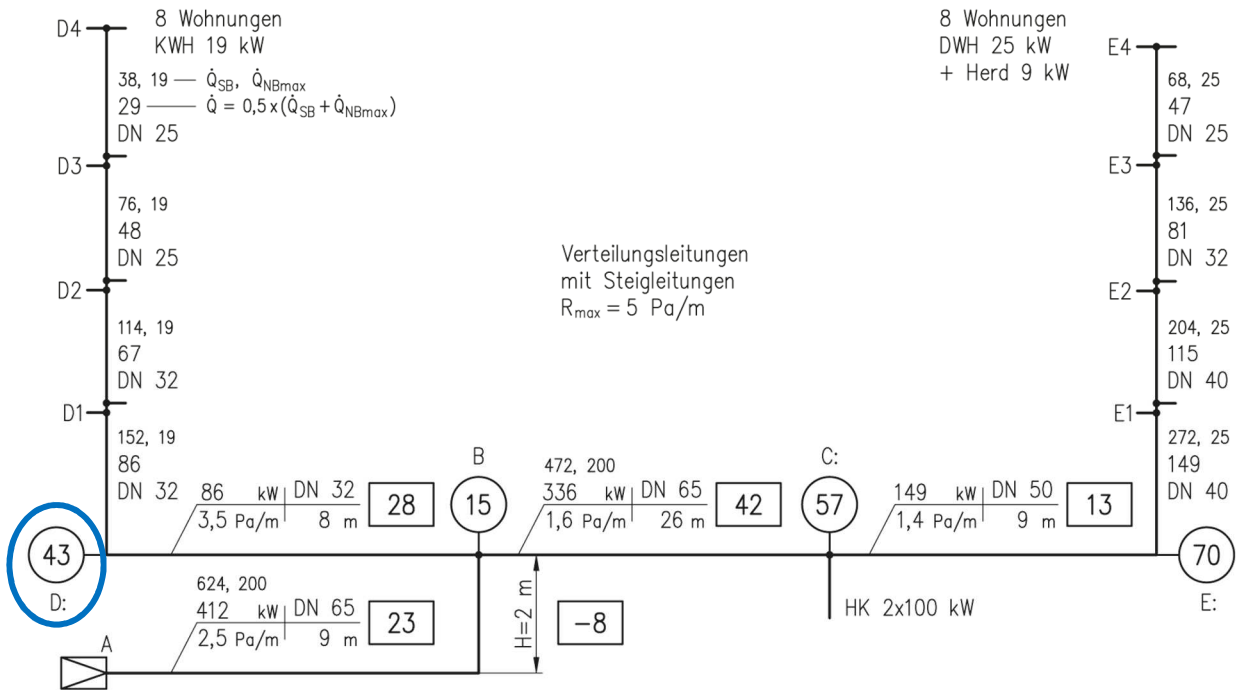 D4
8 Wohnungen
KWH 19 kW
38, 19 — Q̇SB, Q̇NBmax
29 — Q̇ = 0,5x(Q̇SB + Q̇NBmax)
DN 25
D3
76, 19
48
DN 25
D2
114, 19
67
DN 32
D1
152, 19
86
DN 32
43
D:
86 kW DN 32
3,5 Pa/m 8 m
28
B
15
624, 200
412 kW DN 65
2,5 Pa/m 9 m
23
A
Verteilungsleitungen
mit Steigleitungen
Rmax = 5 Pa/m
472, 200
336 kW DN 65
1,6 Pa/m 26 m
42
H=2 m
-8
C:
57
HK 2x100 kW
149 kW DN 50
1,4 Pa/m 9 m
13
8 Wohnungen
DWH 25 kW
+ Herd 9 kW
E4
68, 25
47
DN 25
E3
136, 25
81
DN 32
E2
204, 25
115
DN 40
E1
272, 25
149
DN 40
70
E: